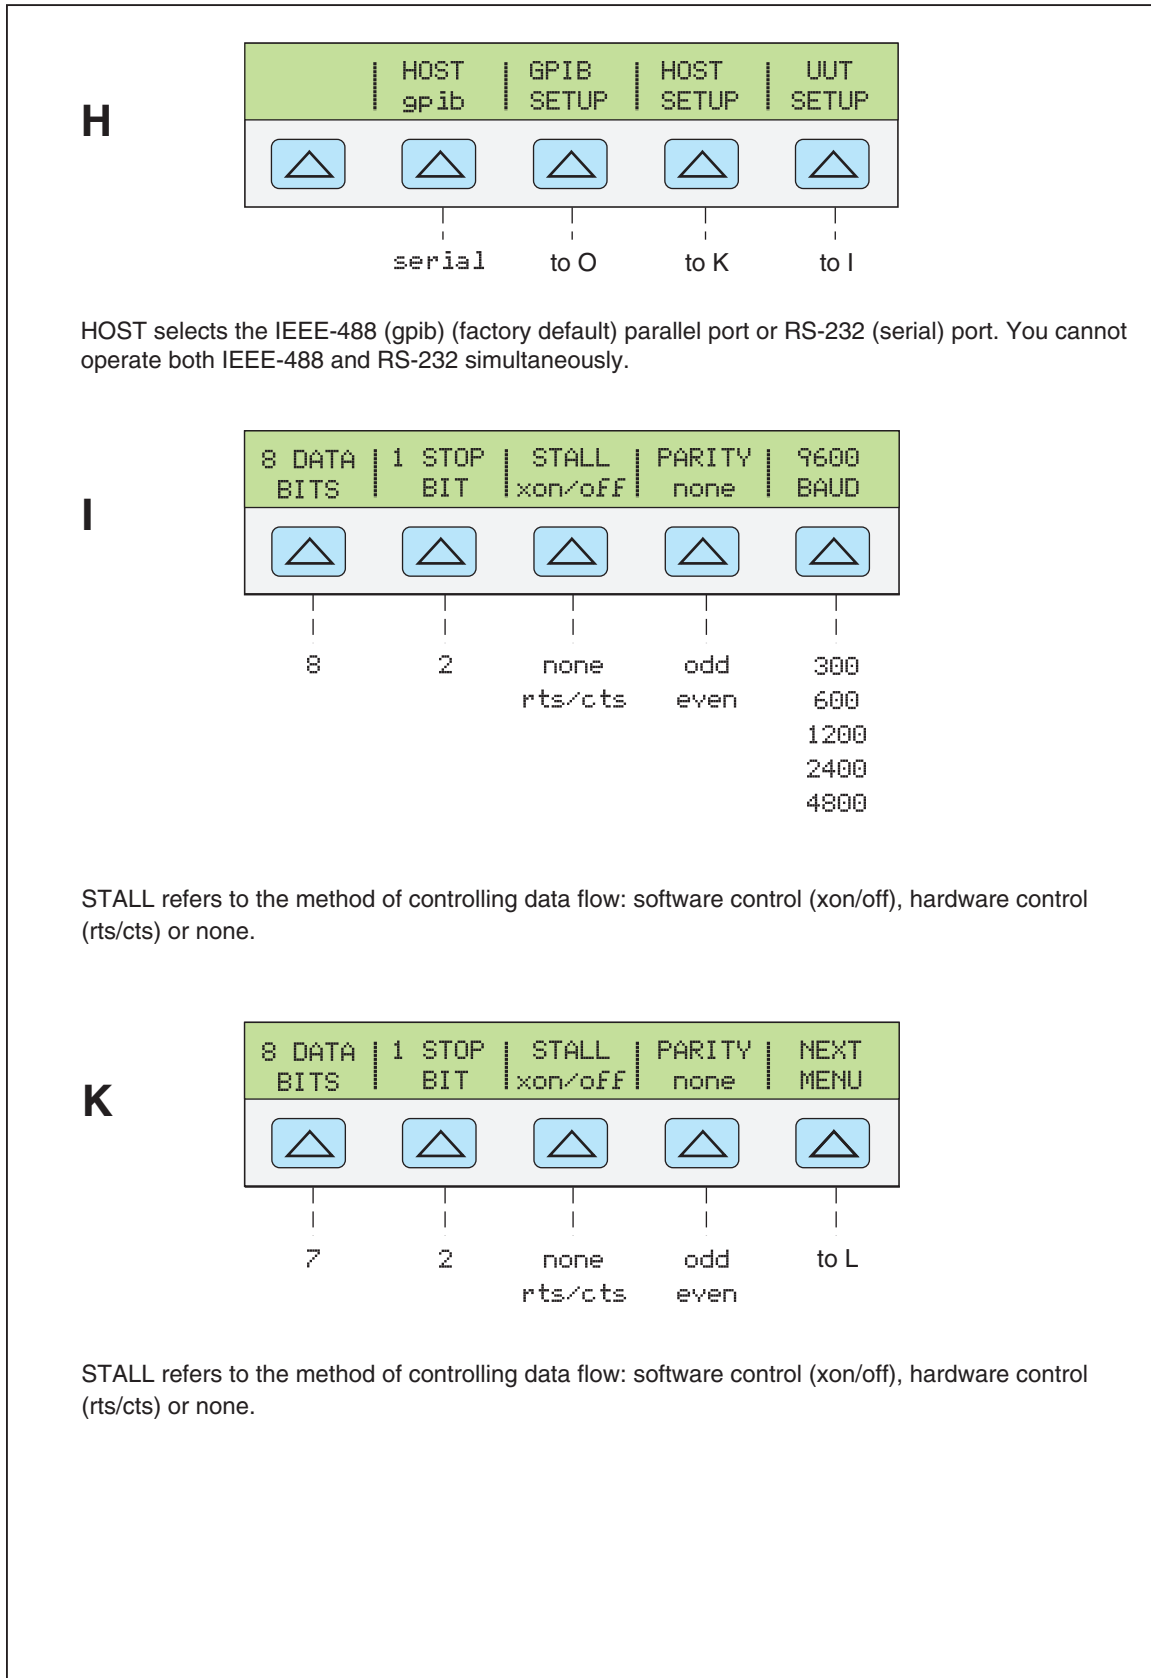 H
HOST GPIB HOST UUT
gpib SETUP SETUP SETUP
serial to O to K to I
HOST selects the IEEE-488 (gpib) (factory default) parallel port or RS-232 (serial) port. You cannot
operate both IEEE-488 and RS-232 simultaneously.
I
8 DATA 1 STOP STALL PARITY 9600
BITS BIT xon/off none BAUD
8 2 none odd 300
rts/cts even 600
1200
2400
4800
STALL refers to the method of controlling data flow: software control (xon/off), hardware control
(rts/cts) or none.
K
8 DATA 1 STOP STALL PARITY NEXT
BITS BIT xon/off none MENU
7 2 none odd to L
rts/cts even
STALL refers to the method of controlling data flow: software control (xon/off), hardware control
(rts/cts) or none.